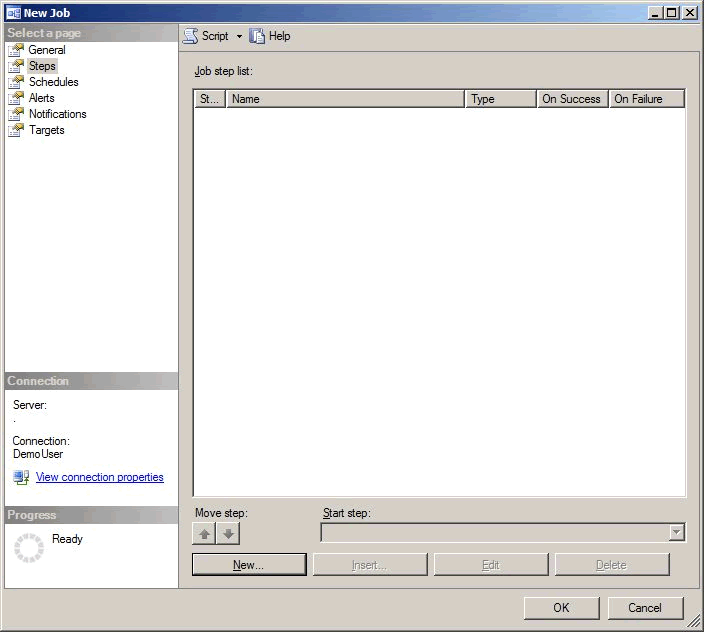 New Job
Select a page
General
Steps
Schedules
Alerts
Notifications
Targets
Script Help
Job step list:
St... Name Type On Success On Failure
Connection
Server:
.
Connection:
DemoUser
View connection properties
Progress
Ready
Move step: Start step:
New... Insert... Edit Delete
OK Cancel